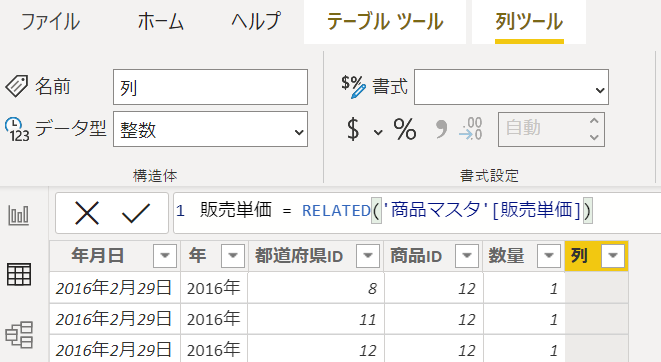 ファイル ホーム ヘルプ テーブル ツール 列ツール
名前 列 $% 書式
123 データ型 整数 $ % 9 .00 →0 自動
構造体 書式設定
1 販売単価 = RELATED('商品マスタ'[販売単価])
年月日 年 都道府県ID 商品ID 数量 列
2016年2月29日 2016年 8 12 1
2016年2月29日 2016年 11 12 1
2016年2月29日 2016年 12 12 1